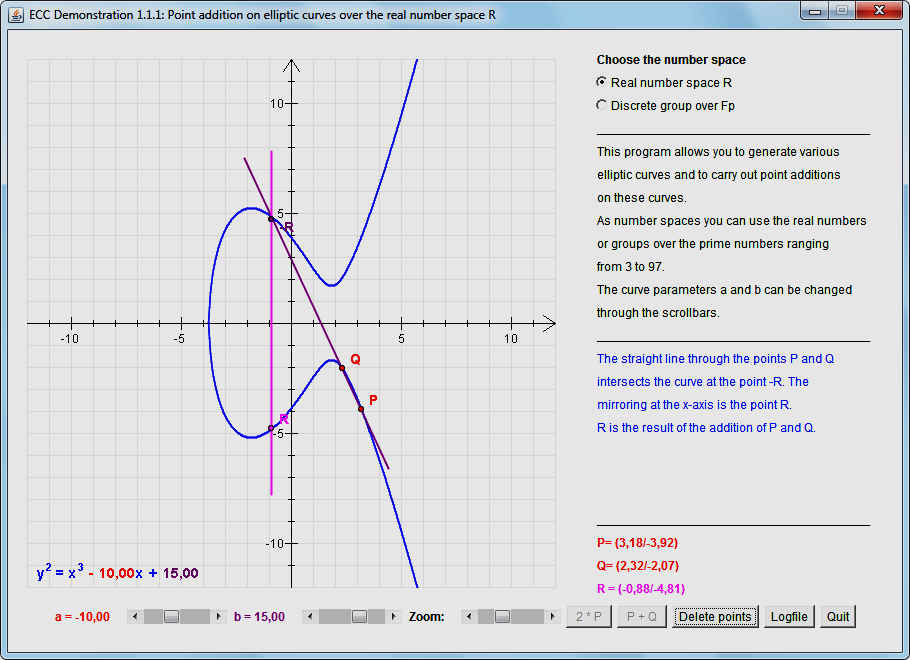 ECC Demonstration 1.1.1: Point addition on elliptic curves over the real number space R
Choose the number space
Real number space R
Discrete group over Fp
This program allows you to generate various
elliptic curves and to carry out point additions
on these curves.
As number spaces you can use the real numbers
or groups over the prime numbers ranging
from 3 to 97.
The curve parameters a and b can be changed
through the scrollbars.
The straight line through the points P and Q
intersects the curve at the point -R. The
mirroring at the x-axis is the point R.
R is the result of the addition of P and Q.
P= (3,18/-3,92)
Q= (2,32/-2,07)
R = (-0,88/-4,81)
10
5
-R
-10
-5
5
10
Q
P
R
-5
-10
y² = x³ - 10,00x + 15,00
a = -10,00
b = 15,00
Zoom:
2 * P
P + Q
Delete points
Logfile
Quit